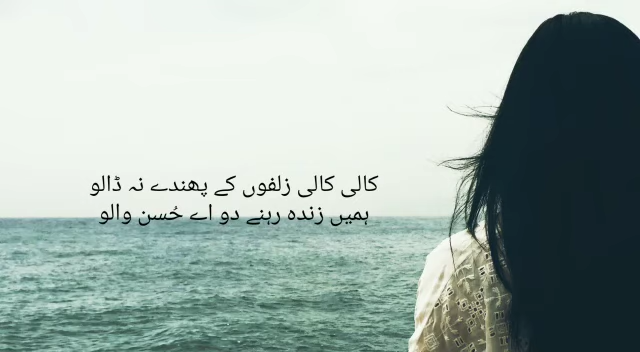 کالی کالی زلفوں کے پھندے نہ ڈالو
ہمیں زندہ رہنے دو اے حُسن والو